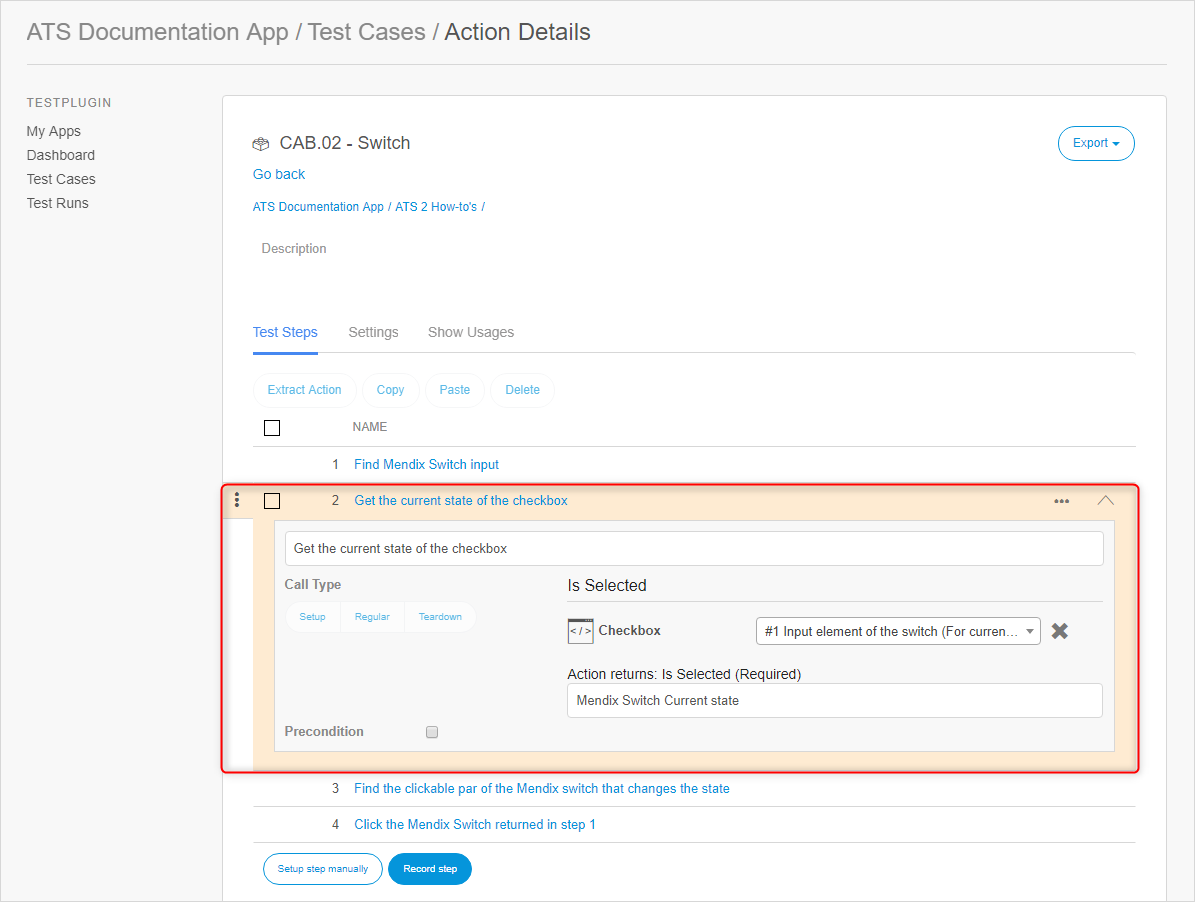 ATS Documentation App / Test Cases / Action Details
TESTPLUGIN
My Apps
Dashboard
Test Cases
Test Runs
CAB.02 - Switch
Export
Go back
ATS Documentation App / ATS 2 How-to's /
Description
Test Steps Settings Show Usages
Extract Action Copy Paste Delete
NAME
1 Find Mendix Switch input
2 Get the current state of the checkbox
Get the current state of the checkbox
Call Type
Setup Regular Teardown
Is Selected
</> Checkbox #1 Input element of the switch (For curren...
Action returns: Is Selected (Required)
Mendix Switch Current state
Precondition
3 Find the clickable par of the Mendix switch that changes the state
4 Click the Mendix Switch returned in step 1
Setup step manually Record step